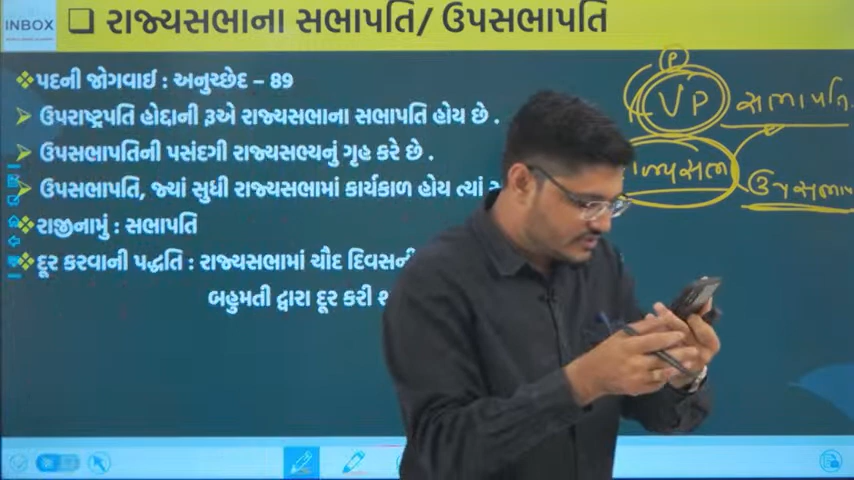 INBOX
❑ રાજ્યસભાના સભાપતિ/ ઉપસભાપતિ
❖ પદની જોગવાઈ : અનુચ્છેદ – 89
➢ ઉપરાષ્ટ્રપતિ હોદ્દાની રૂએ રાજ્યસભાના સભાપતિ હોય છે .
➢ ઉપસભાપતિની પસંદગી રાજ્યસભ્યનું ગૃહ કરે છે .
➢ ઉપસભાપતિ, જ્યાં સુધી રાજ્યસભામાં કાર્યકાળ હોય ત્યાં
❖ રાજીનામું : સભાપતિ
❖ દૂર કરવાની પદ્ધતિ : રાજ્યસભામાં ચૌદ દિવસની
બહુમતી દ્વારા દૂર કરી
P
VP સભાપતિ
જ્યસભા
ઉપસભાપ